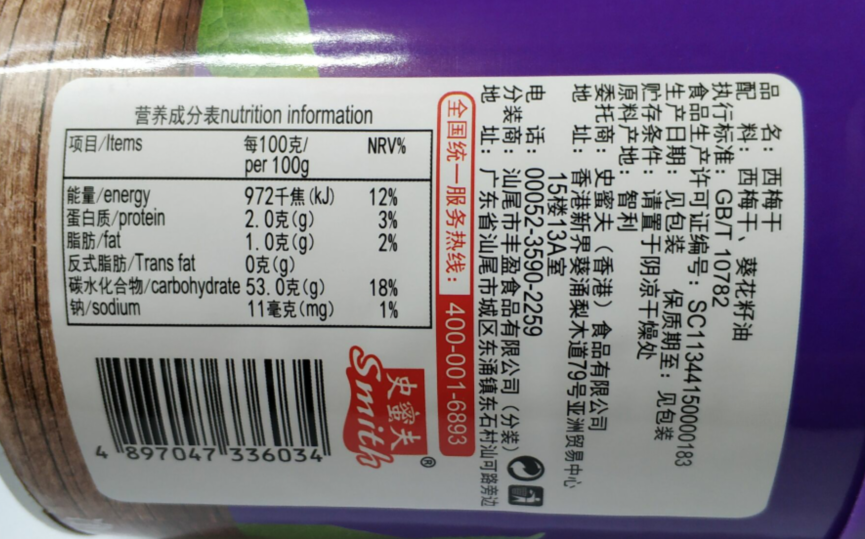 品 名：西梅干
配 料：西梅干、葵花籽油
执行标准：GB/T 10782
食品生产许可证编号：SC11344150000183
生产日期：见包装 保质期至：见包装
贮存条件：请置于阴凉干燥处
原料产地：智利
委托商：史蜜夫（香港）食品有限公司
地 址：香港新界葵涌梨木道79号亚洲贸易中心
15楼13A室
电 话：00052-3590-2259
分装商：汕尾市丰盈食品有限公司（分装）
地 址：广东省汕尾市城区东涌镇东石村汕可路旁边
全国统一服务热线：400-001-6893
营养成分表nutrition information
项目/Items 每100克/per 100g NRV%
能量/energy 972千焦(kJ) 12%
蛋白质/protein 2.0克(g) 3%
脂肪/fat 1.0克(g) 2%
反式脂肪/Trans fat 0克(g)
碳水化合物/carbohydrate 53.0克(g) 18%
钠/sodium 11毫克(mg) 1%
史蜜夫
Smith®
4 897047 336034